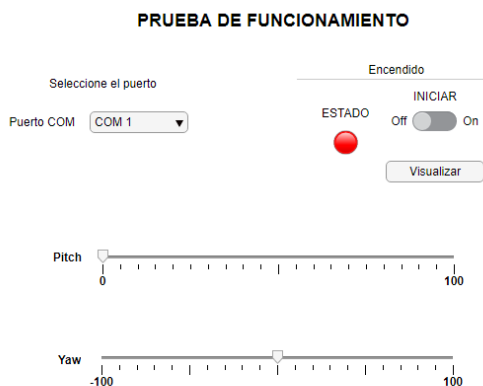 PRUEBA DE FUNCIONAMIENTO
Seleccione el puerto
Puerto COM COM 1
Encendido
ESTADO
INICIAR
Off On
Visualizar
Pitch
0 100
Yaw
-100 100